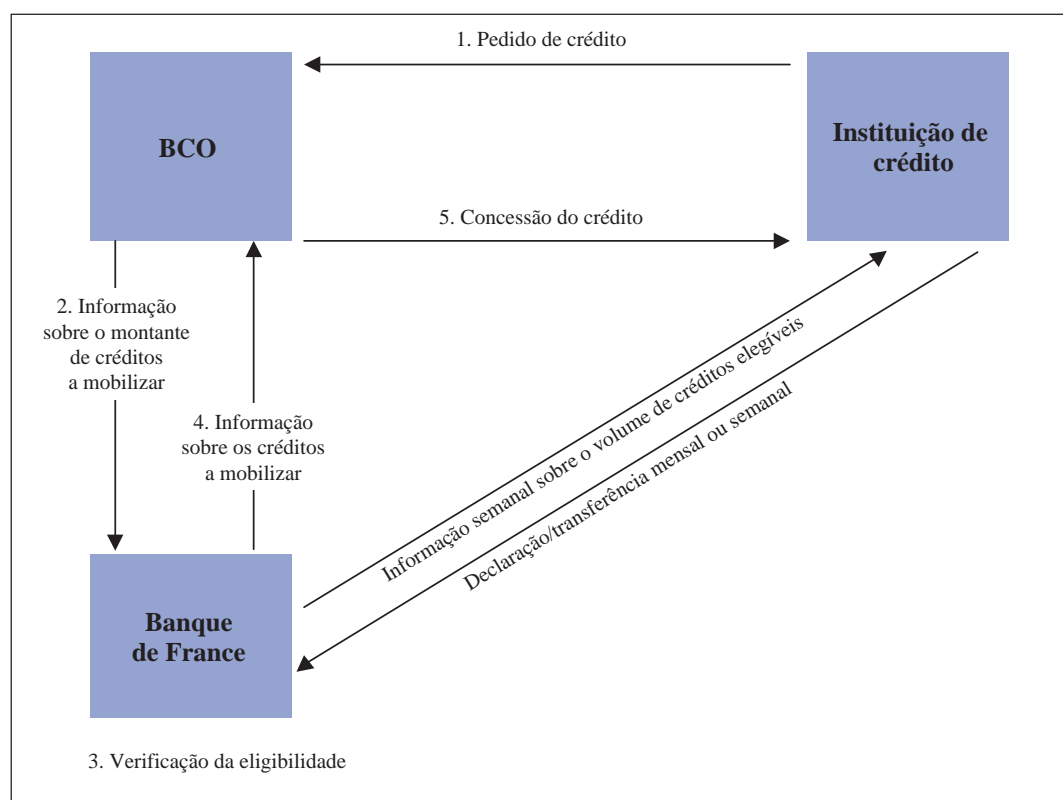 1. Pedido de crédito
BCO
Instituição de
crédito
5. Concessão do crédito
2. Informação
sobre o montante
de créditos
a mobilizar
4. Informação
sobre os créditos
a mobilizar
Informação semanal sobre o volume de créditos elegíveis
Declaração/transferência mensal ou semanal
Banque
de France
3. Verificação da eligibilidade